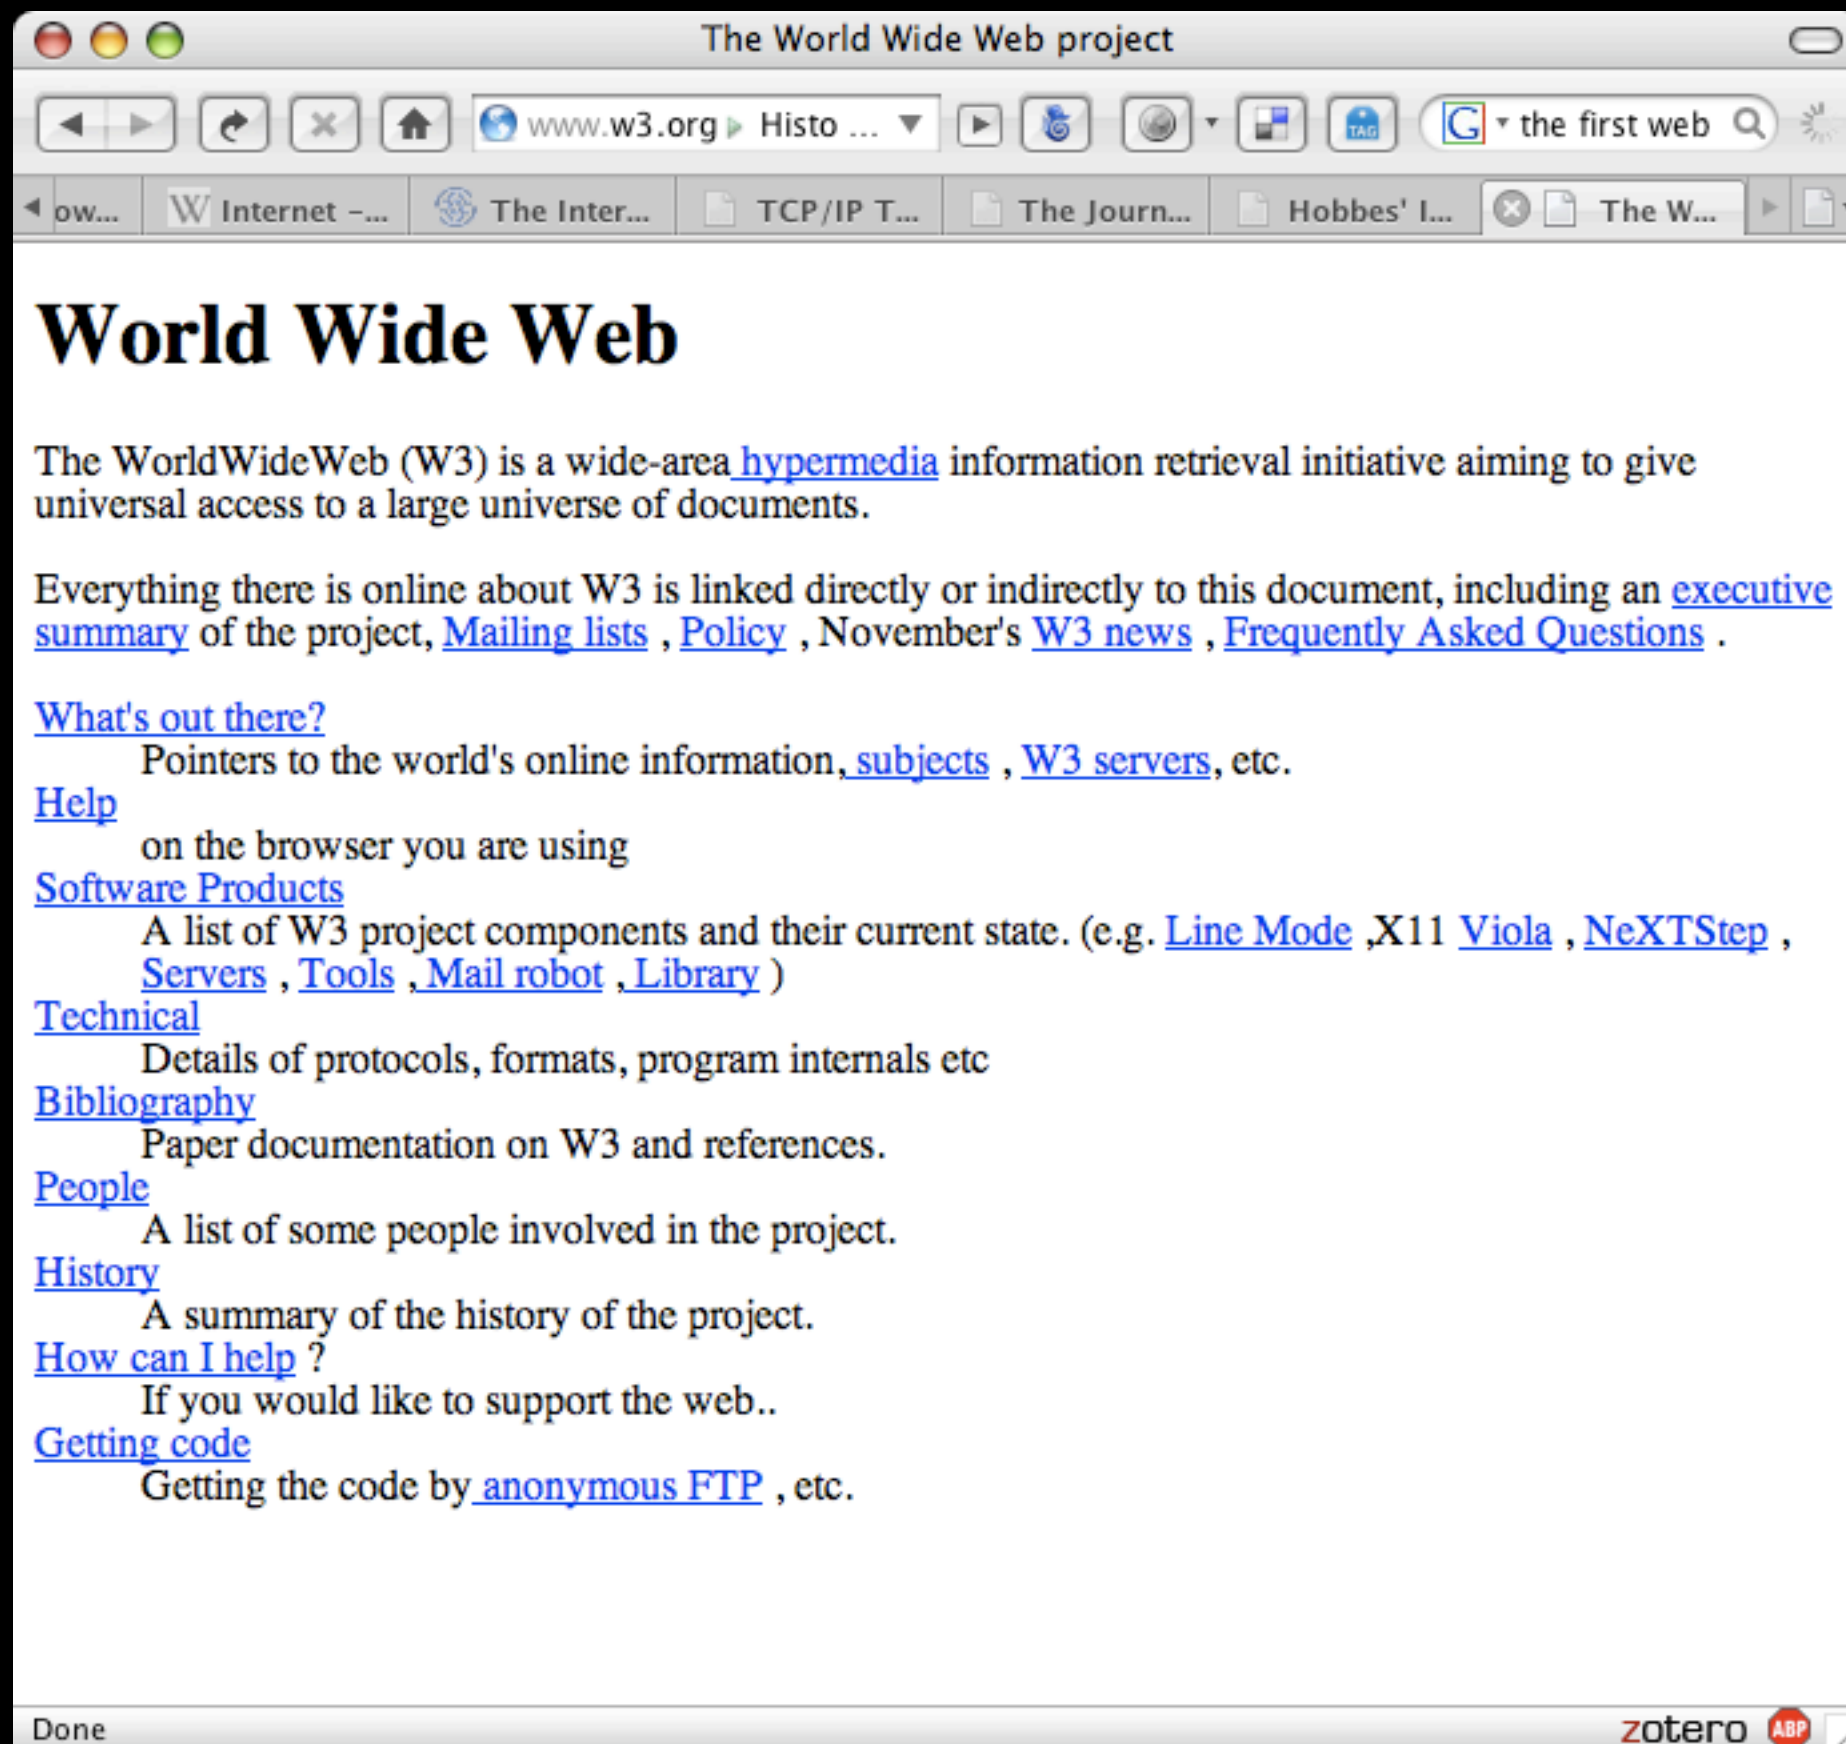 The World Wide Web project
www.w3.org ▸ Histo ... the first web
ow... Internet –... The Inter... TCP/IP T... The Journ... Hobbes' I... The W...
World Wide Web
The WorldWideWeb (W3) is a wide-area hypermedia information retrieval initiative aiming to give
universal access to a large universe of documents.
Everything there is online about W3 is linked directly or indirectly to this document, including an executive
summary of the project, Mailing lists , Policy , November's W3 news , Frequently Asked Questions .
What's out there?
Pointers to the world's online information, subjects , W3 servers, etc.
Help
on the browser you are using
Software Products
A list of W3 project components and their current state. (e.g. Line Mode ,X11 Viola , NeXTStep ,
Servers , Tools , Mail robot , Library )
Technical
Details of protocols, formats, program internals etc
Bibliography
Paper documentation on W3 and references.
People
A list of some people involved in the project.
History
A summary of the history of the project.
How can I help ?
If you would like to support the web..
Getting code
Getting the code by anonymous FTP , etc.
Done zotero ABP